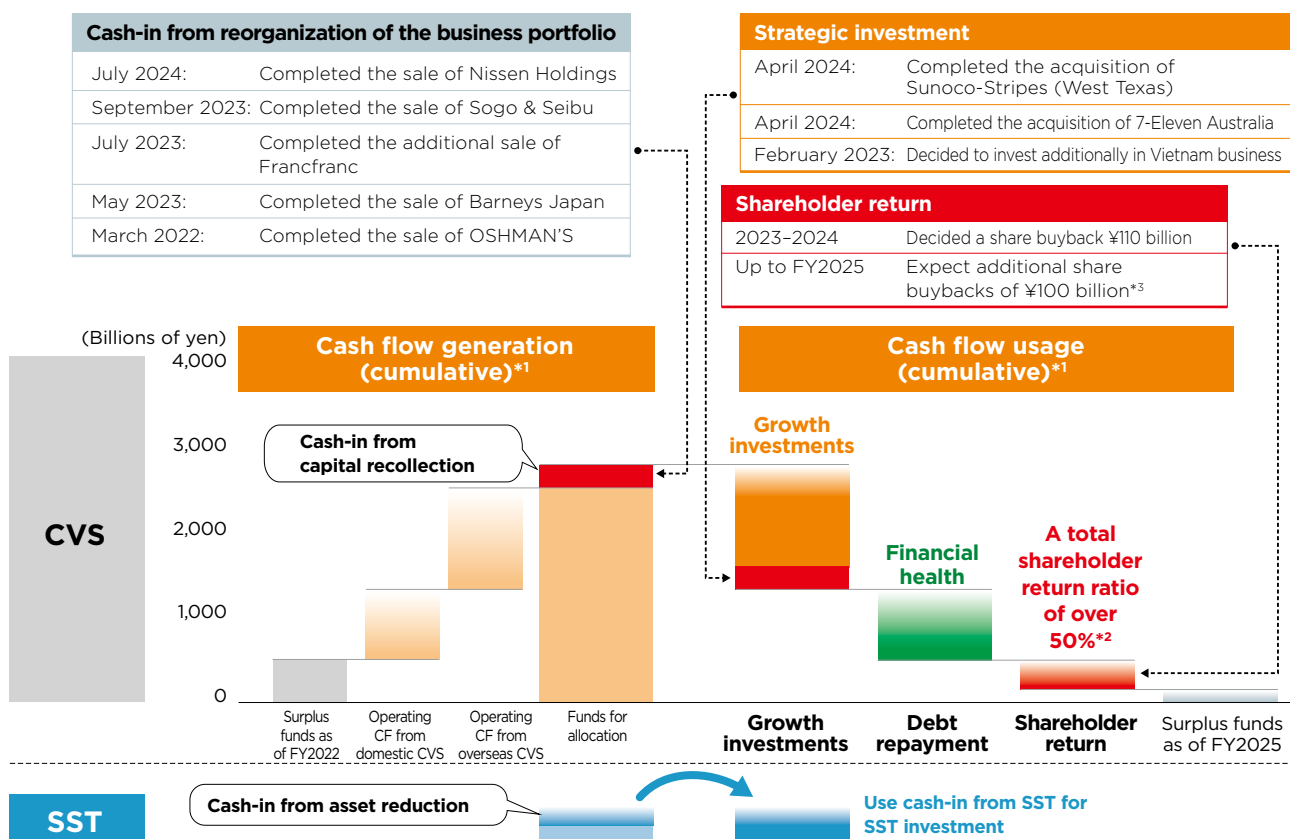 Cash-in from reorganization of the business portfolio
July 2024: Completed the sale of Nissen Holdings
September 2023: Completed the sale of Sogo & Seibu
July 2023: Completed the additional sale of
Francfranc
May 2023: Completed the sale of Barneys Japan
March 2022: Completed the sale of OSHMAN'S
Strategic investment
April 2024: Completed the acquisition of
Sunoco-Stripes (West Texas)
April 2024: Completed the acquisition of 7-Eleven Australia
February 2023: Decided to invest additionally in Vietnam business
Shareholder return
2023–2024 Decided a share buyback ¥110 billion
Up to FY2025 Expect additional share
buybacks of ¥100 billion*3
(Billions of yen)
4,000
3,000
2,000
1,000
0
CVS
Cash flow generation
(cumulative)*1
Cash-in from
capital recollection
Surplus
funds as
of FY2022
Operating
CF from
domestic CVS
Operating
CF from
overseas CVS
Funds for
allocation
Cash flow usage
(cumulative)*1
Growth
investments
Financial
health
A total
shareholder
return ratio
of over
50%*2
Growth
investments
Debt
repayment
Shareholder
return
Surplus funds
as of FY2025
SST
Cash-in from asset reduction
Use cash-in from SST for
SST investment